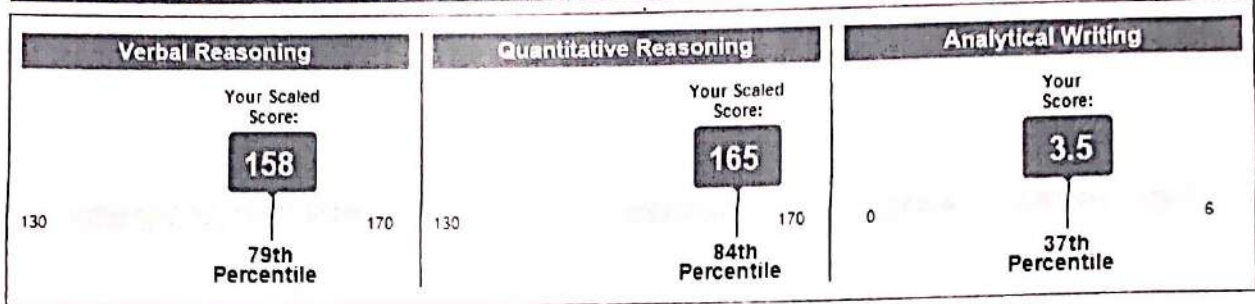 Verbal Reasoning
Your Scaled
Score:
158
130
170
79th
Percentile
Quantitative Reasoning
Your Scaled
Score:
165
130
170
84th
Percentile
Analytical Writing
Your
Score:
3.5
0
6
37th
Percentile